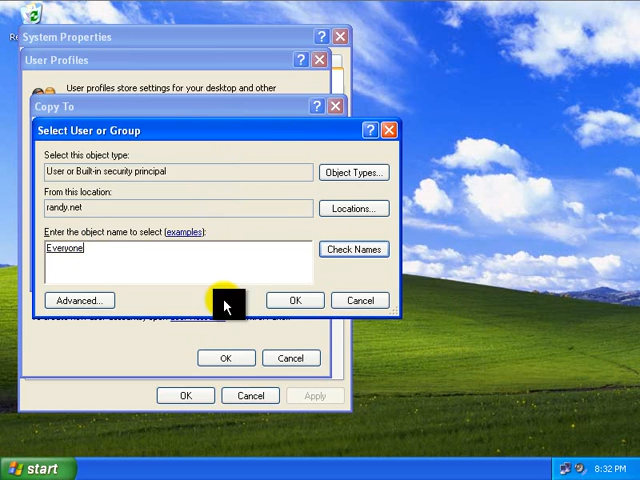 System Properties
User Profiles
User profiles store settings for your desktop and other
Copy To
Select User or Group
Select this object type:
User or Built-in security principal
Object Types...
From this location:
randy.net
Locations...
Enter the object name to select (examples):
Everyone
Check Names
Advanced...
OK
Cancel
OK
Cancel
OK
Cancel
Apply
start
8:32 PM